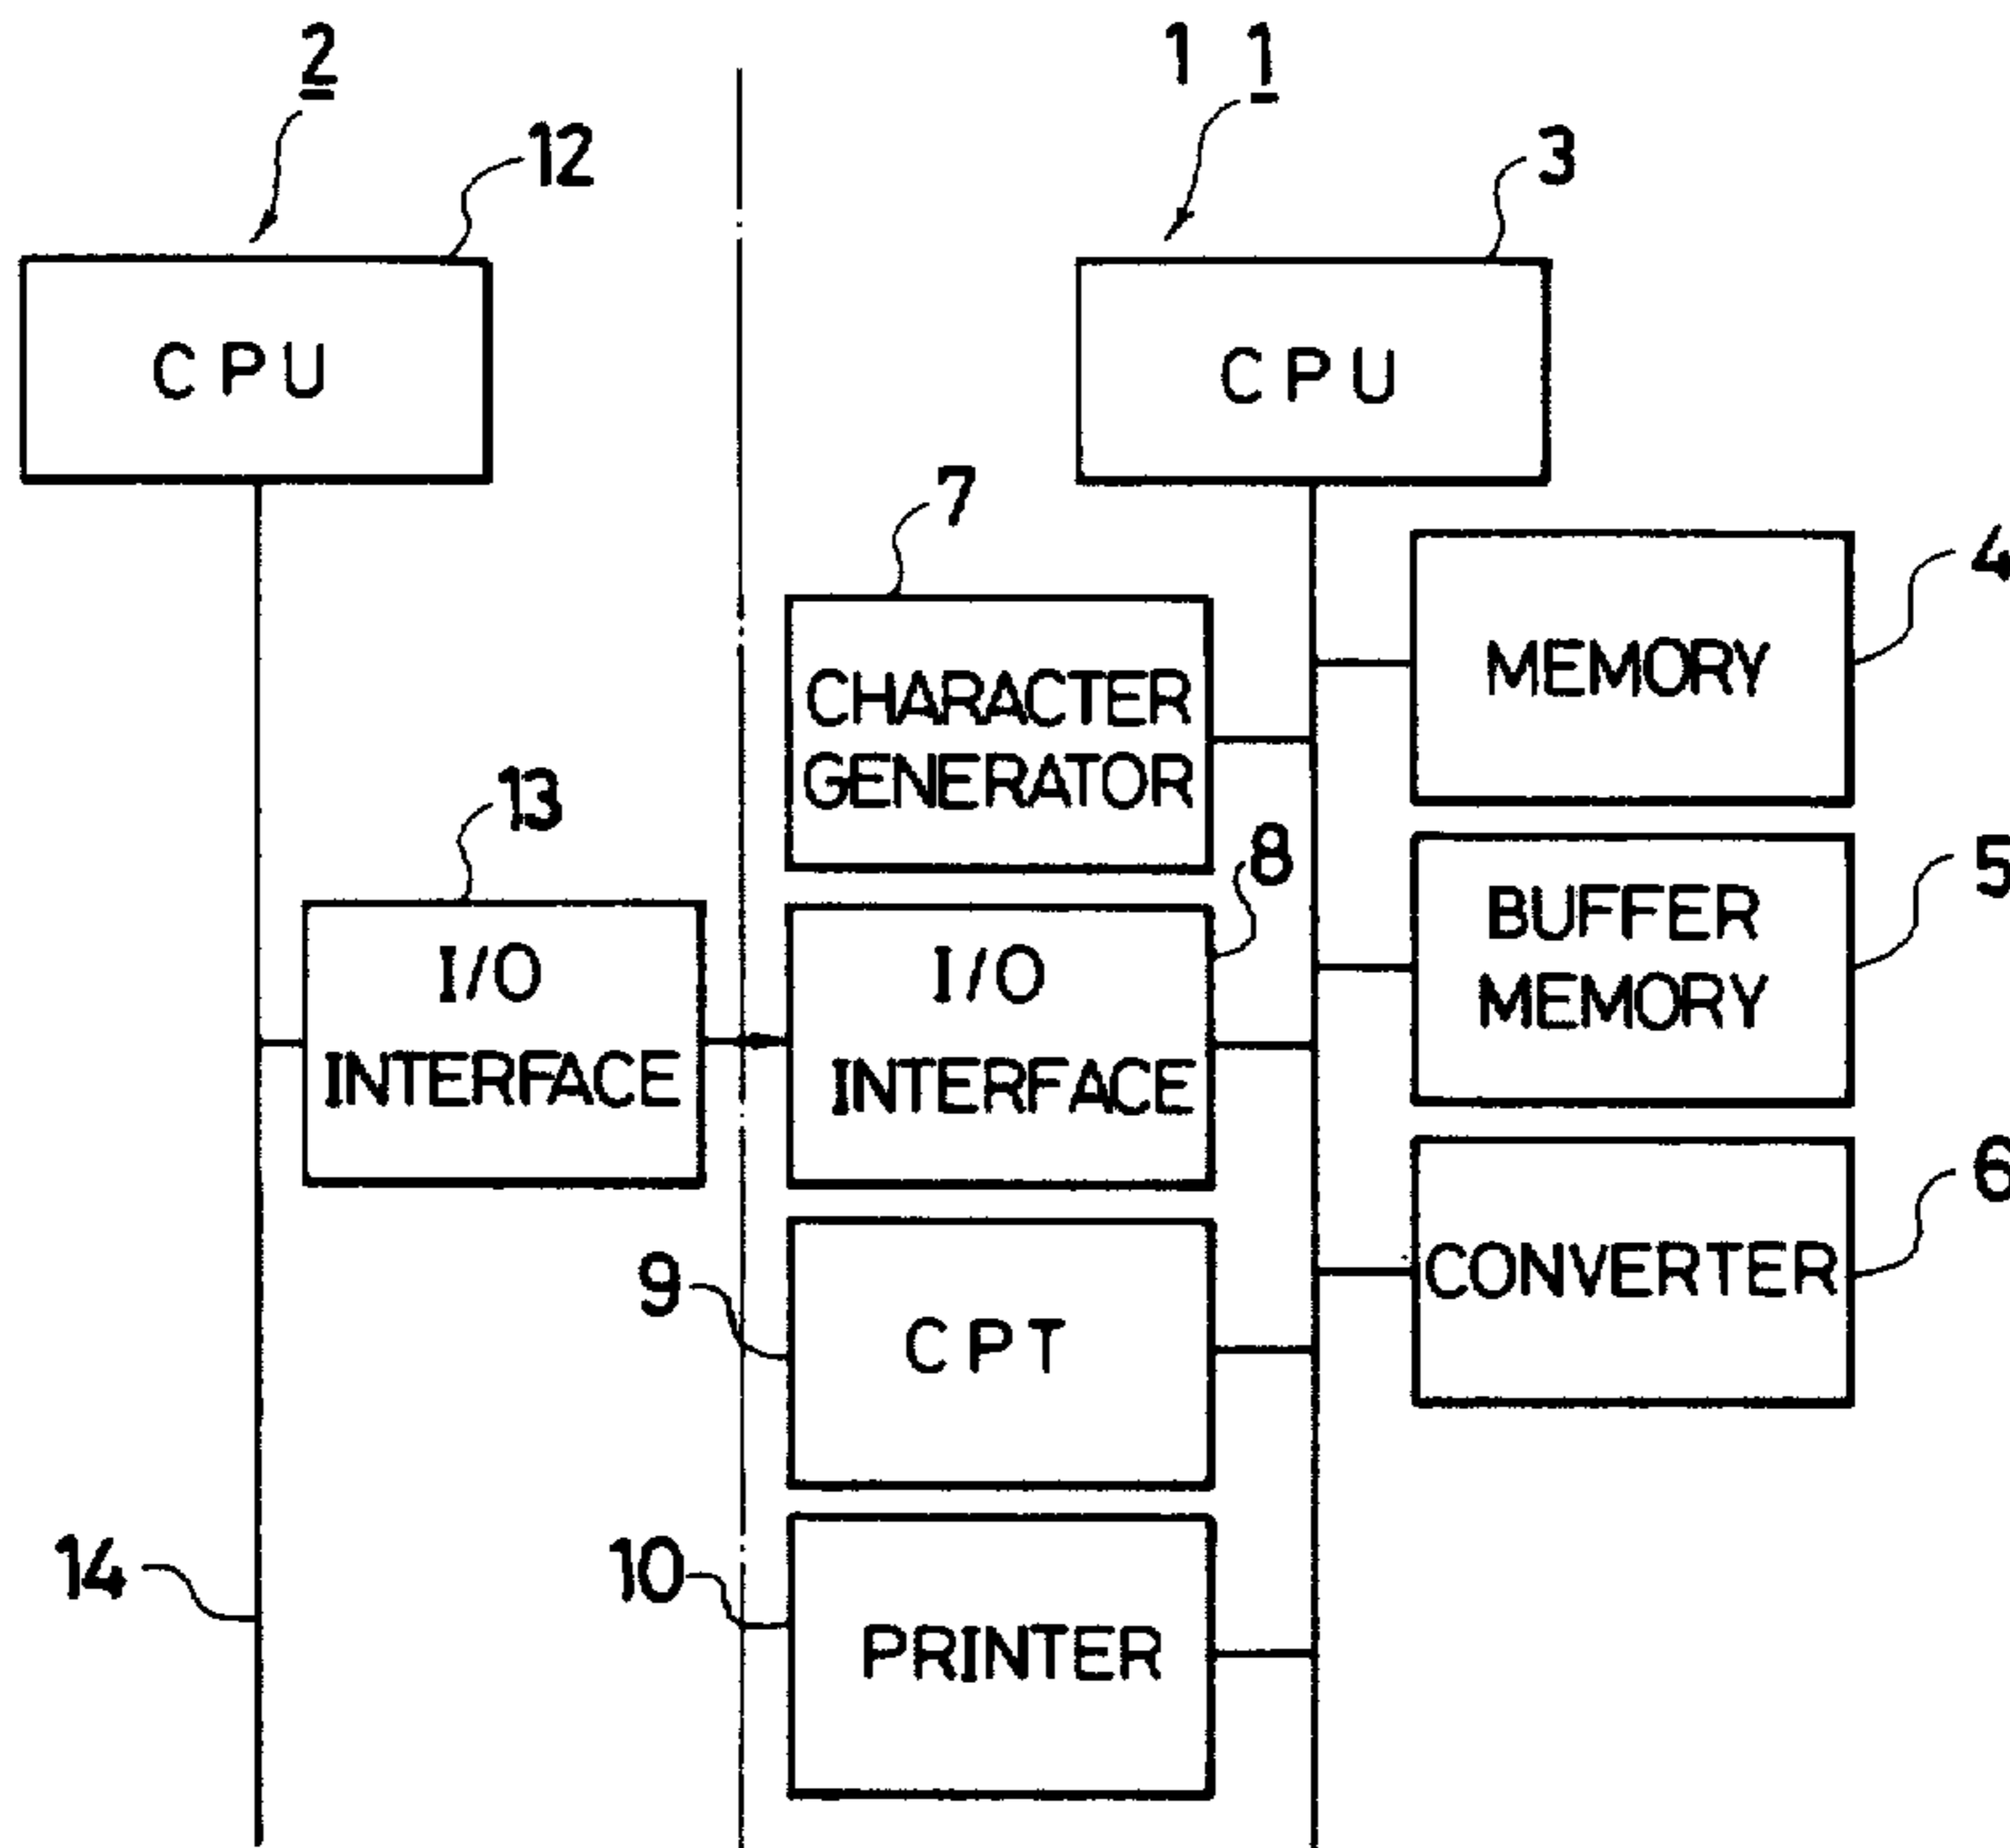 2
1 1
12
3
CPU
CPU
7
4
MEMORY
CHARACTER
GENERATOR
13
8
5
BUFFER
MEMORY
I/O
INTERFACE
I/O
INTERFACE
6
CONVERTER
9
CPT
14
10
PRINTER